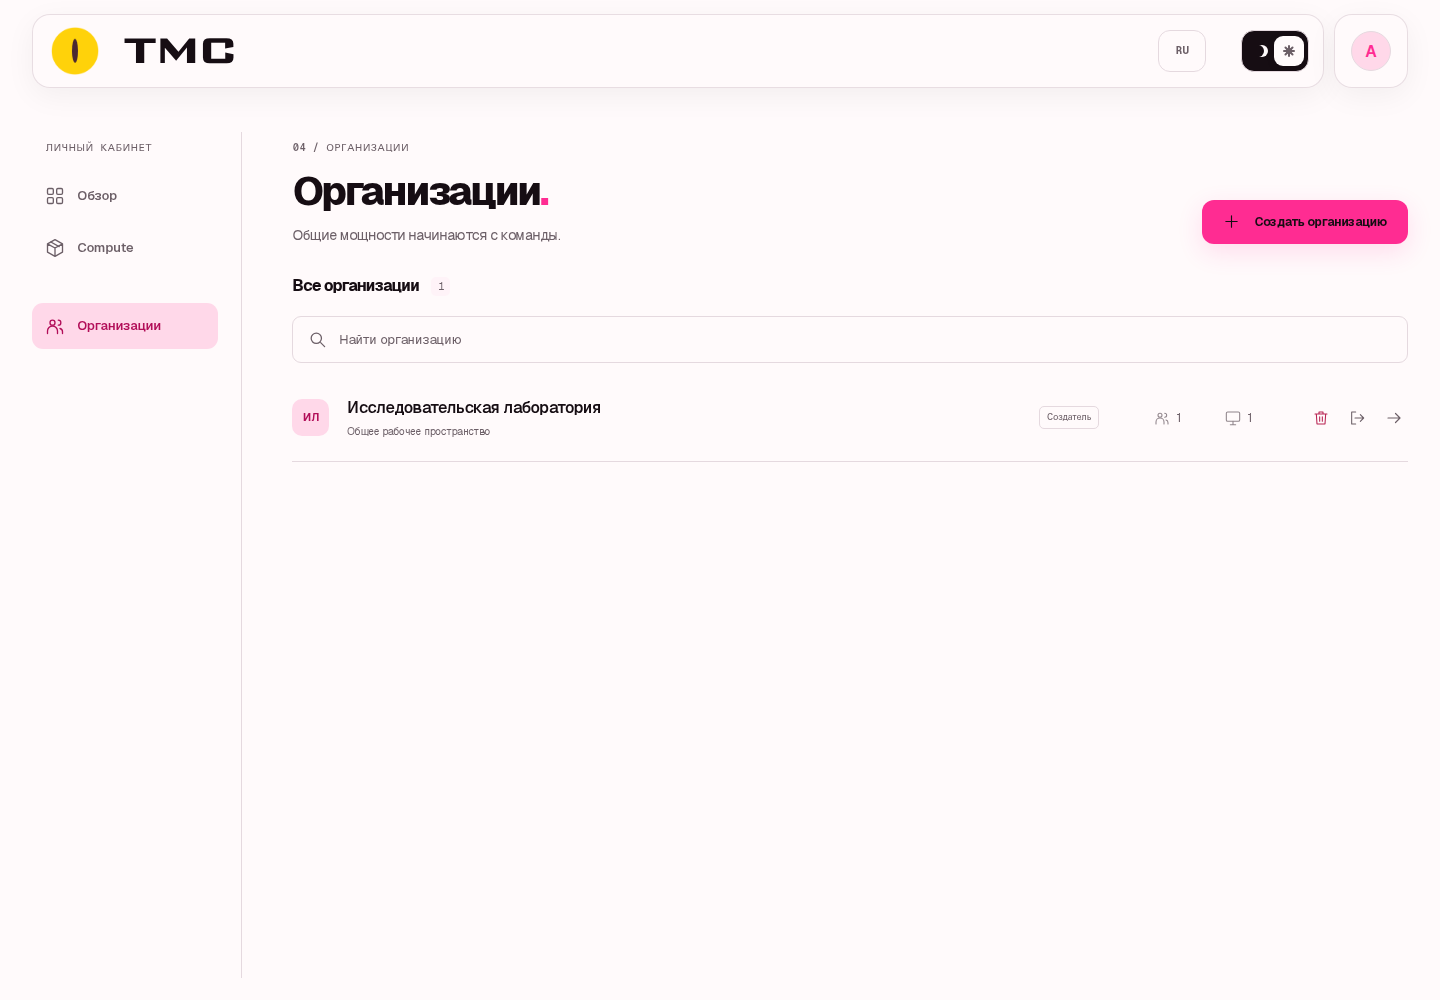 TMC
RU
A
ЛИЧНЫЙ КАБИНЕТ
Обзор
Compute
Организации
04 / ОРГАНИЗАЦИИ
Организации.
Общие мощности начинаются с команды.
Создать организацию
Все организации 1
Найти организацию
ИЛ
Исследовательская лаборатория
Общее рабочее пространство
Создатель
1
1